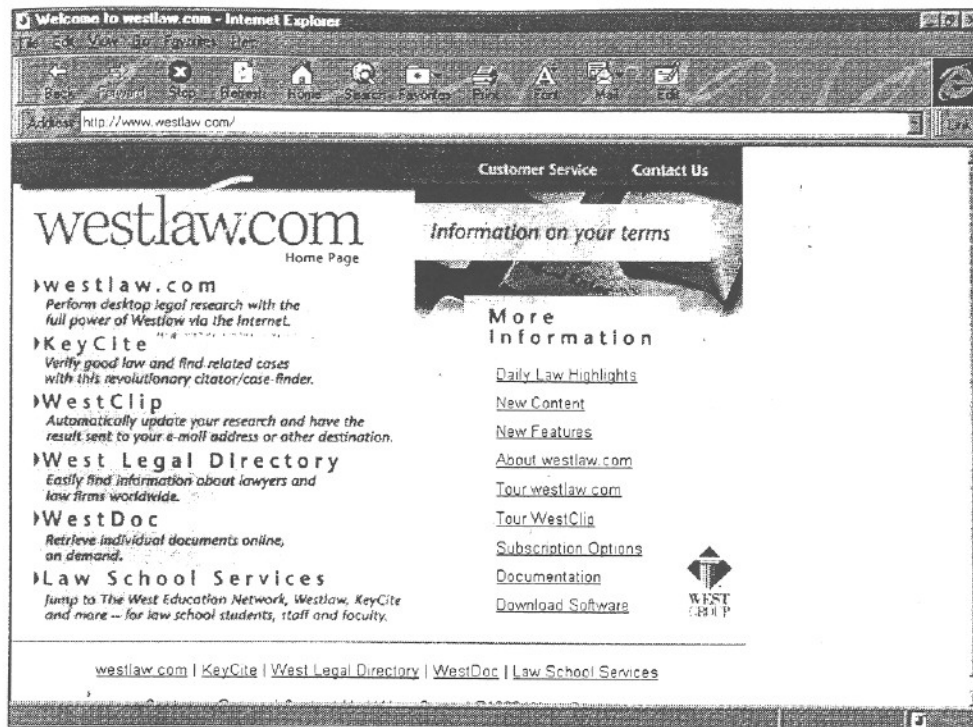 Welcome to westlaw.com - Internet Explorer
File Edit View Go Favorites Help
Back Forward Stop Refresh Home Search Favorites Print Font Mail Edit
Address http://www.westlaw.com/ Link
Customer Service Contact Us
westlaw.com
Home Page
Information on your terms
westlaw.com
Perform desktop legal research with the
full power of Westlaw via the Internet.
KeyCite
Verify good law and find related cases
with this revolutionary citator/case-finder.
WestClip
Automatically update your research and have the
result sent to your e-mail address or other destination.
West Legal Directory
Easily find information about lawyers and
law firms worldwide.
WestDoc
Retrieve individual documents online,
on demand.
Law School Services
Jump to The West Education Network, Westlaw, KeyCite
and more -- for law school students, staff and faculty.
More
Information
Daily Law Highlights
New Content
New Features
About westlaw.com
Tour westlaw.com
Tour WestClip
Subscription Options
Documentation
Download Software
WEST
GROUP
westlaw.com | KeyCite | West Legal Directory | WestDoc | Law School Services